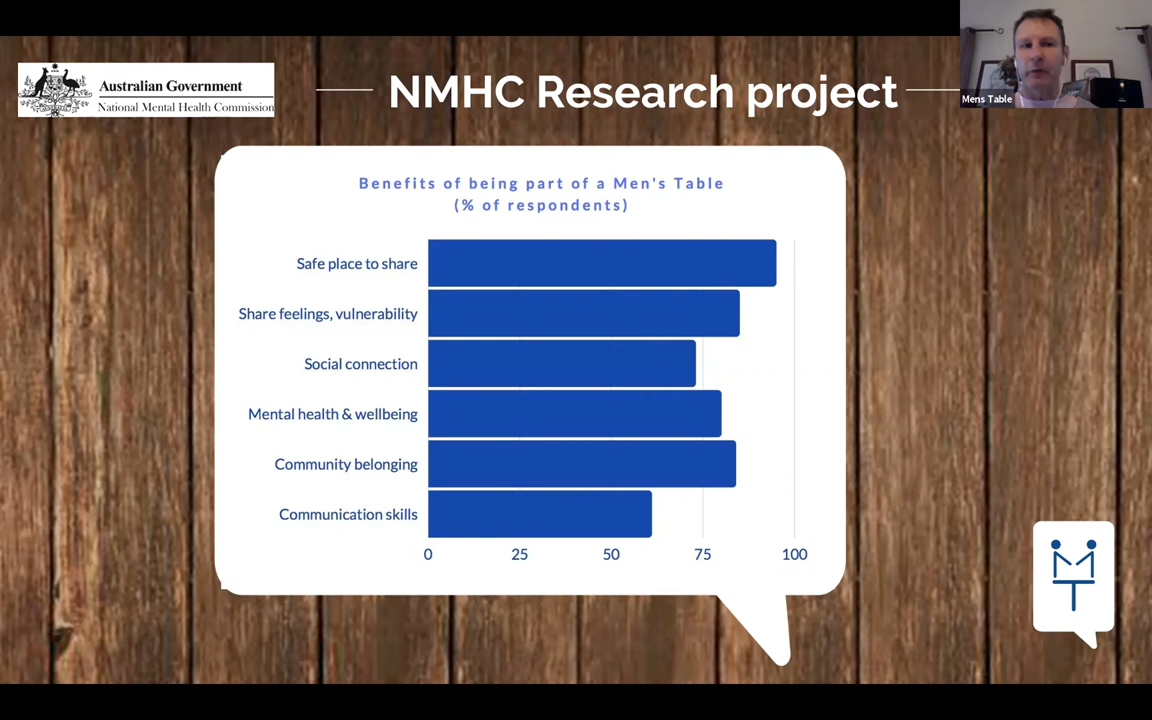 Australian Government
National Mental Health Commission
NMHC Research project
Mens Table
Benefits of being part of a Men's Table
(% of respondents)
Safe place to share
Share feelings, vulnerability
Social connection
Mental health & wellbeing
Community belonging
Communication skills
0 25 50 75 100